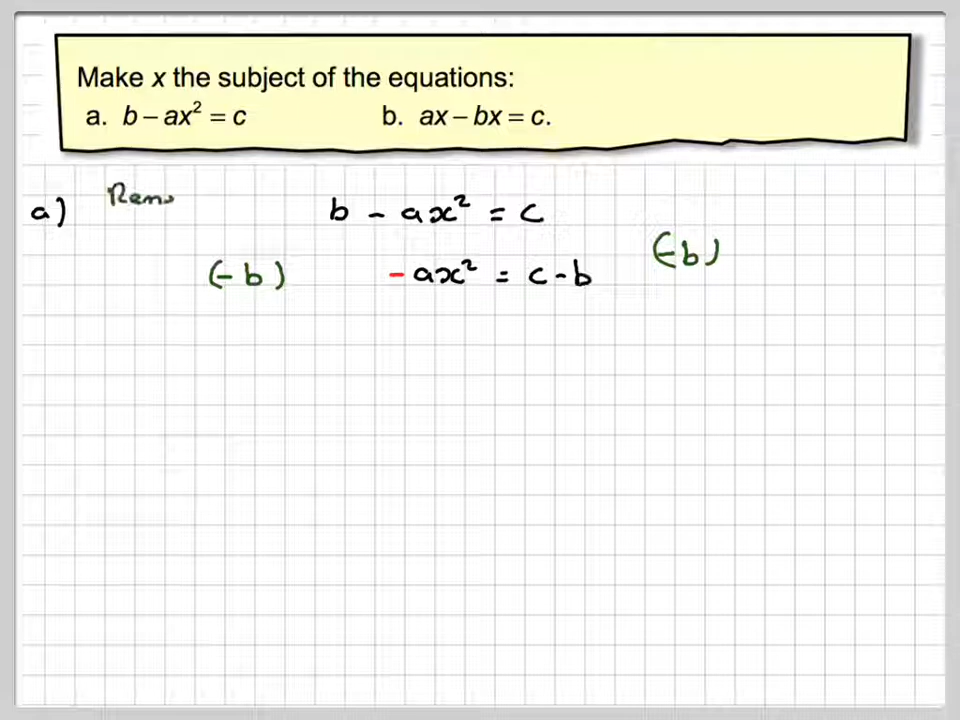 Make x the subject of the equations:
a. b – ax² = c b. ax – bx = c.
a) b - ax² = c
(-b) -ax² = c - b (-b)